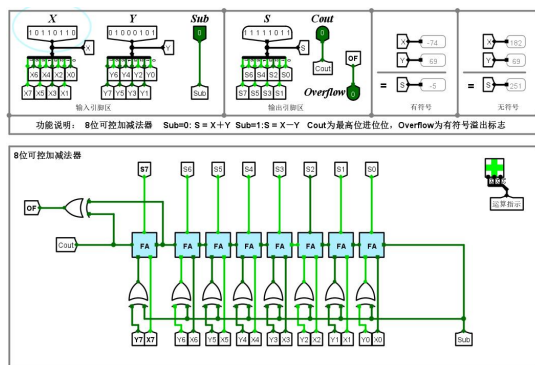 X Y Sub S Cout
10110110 01000101 0 11111011 0
X Y S OF X -74 X 182
Y 69 Y 69
X6 X4 X2 X0 Y6 Y4 Y2 Y0 S6 S4 S2 S0 Cout
X7 X5 X3 X1 Y7 Y5 Y3 Y1 Sub S7 S5 S3 S1 Overflow 0 = S -5 = S 251
输入引脚区 输出引脚区 有符号 无符号
功能说明: 8位可控加减法器 Sub=0: S=X+Y Sub=1:S=X-Y Cout为最高位进位位,Overflow为有符号溢出标志
8位可控加减法器
S7 S6 S5 S4 S3 S2 S1 S0
运算指示
OF
Cout FA FA FA FA FA FA FA FA
Y7 X7 Y6 X6 Y5 X5 Y4 X4 Y3 X3 Y2 X2 Y1 X1 Y0 X0 Sub